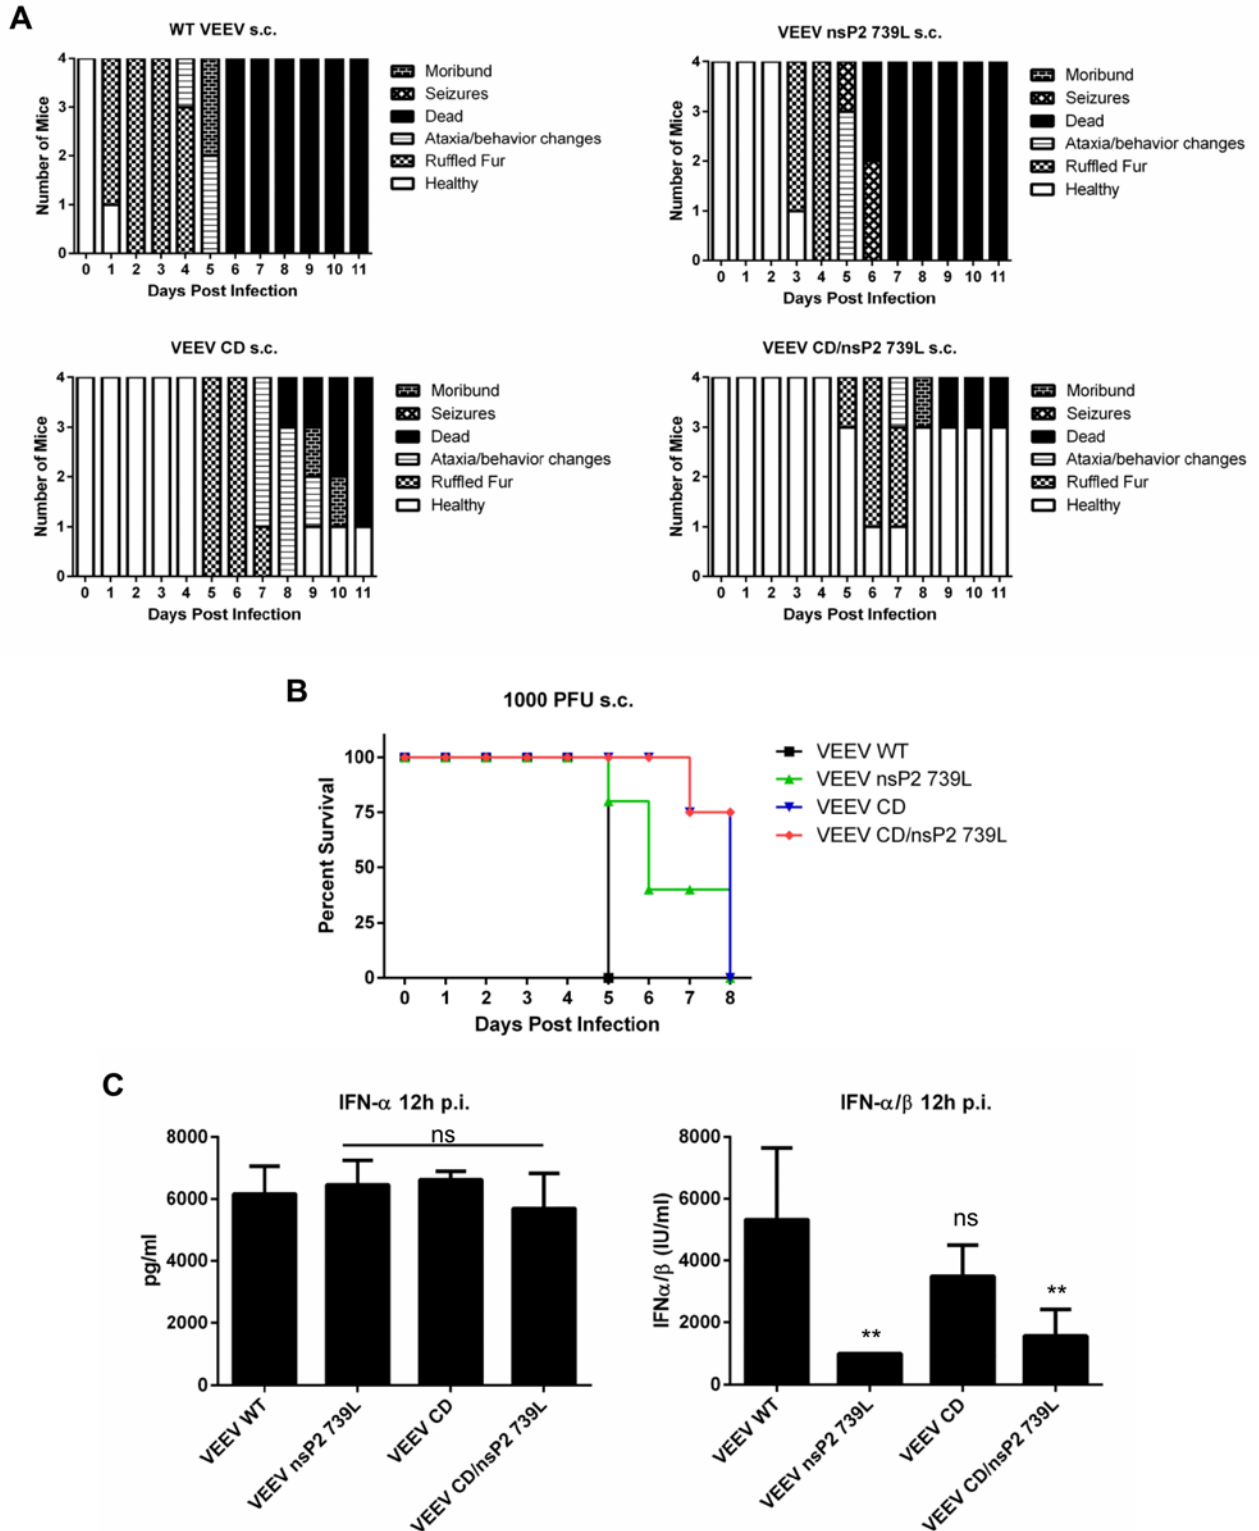 A
WT VEEV s.c.
Number of Mice
4
3
2
1
0
0 1 2 3 4 5 6 7 8 9 10 11
Days Post Infection
Moribund
Seizures
Dead
Ataxia/behavior changes
Ruffled Fur
Healthy
VEEV nsP2 739L s.c.
Number of Mice
4
3
2
1
0
0 1 2 3 4 5 6 7 8 9 10 11
Days Post Infection
Moribund
Seizures
Dead
Ataxia/behavior changes
Ruffled Fur
Healthy
VEEV CD s.c.
Number of Mice
4
3
2
1
0
0 1 2 3 4 5 6 7 8 9 10 11
Days Post Infection
Moribund
Seizures
Dead
Ataxia/behavior changes
Ruffled Fur
Healthy
VEEV CD/nsP2 739L s.c.
Number of Mice
4
3
2
1
0
0 1 2 3 4 5 6 7 8 9 10 11
Days Post Infection
Moribund
Seizures
Dead
Ataxia/behavior changes
Ruffled Fur
Healthy
B
1000 PFU s.c.
Percent Survival
100
75
50
25
0
0 1 2 3 4 5 6 7 8
Days Post Infection
VEEV WT
VEEV nsP2 739L
VEEV CD
VEEV CD/nsP2 739L
C
IFN-α 12h p.i.
pg/ml
8000
6000
4000
2000
0
ns
VEEV WT
VEEV nsP2 739L
VEEV CD
VEEV CD/nsP2 739L
IFN-α/β 12h p.i.
IFNα/β (IU/ml)
8000
6000
4000
2000
0
**
ns
**
VEEV WT
VEEV nsP2 739L
VEEV CD
VEEV CD/nsP2 739L